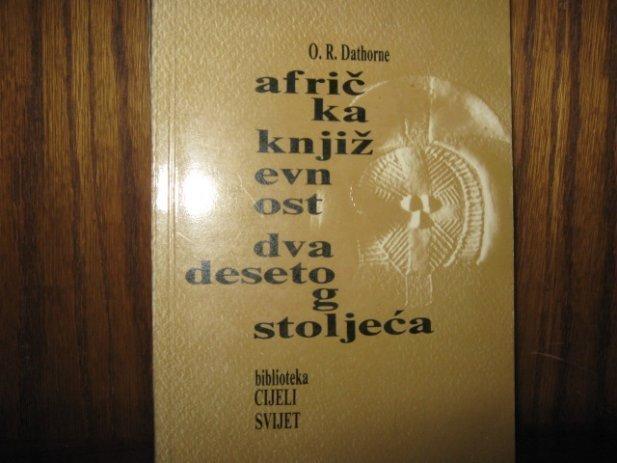 O. R. Dathorne
afrič
ka
knjiž
evn
ost
dva
deseto
g
stoljeća
biblioteka
CIJELI
SVIJET